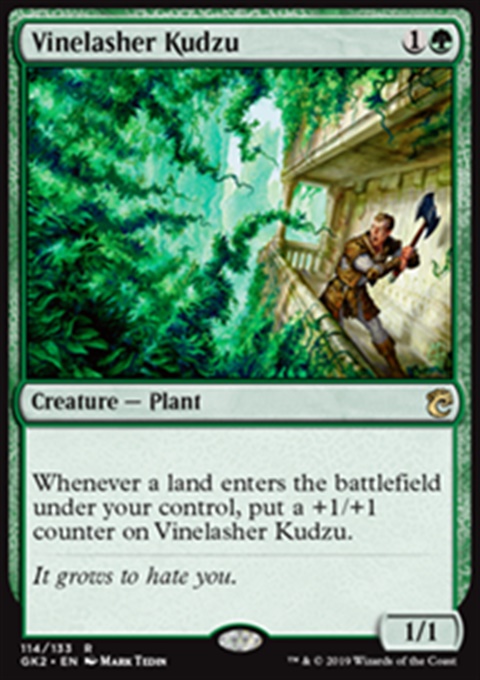 Vinelasher Kudzu 1
Creature — Plant
Whenever a land enters the battlefield
under your control, put a +1/+1
counter on Vinelasher Kudzu.
It grows to hate you.
1/1
114/133 R
GK2 • EN Mark Tedin
™ & © 2019 Wizards of the Coast